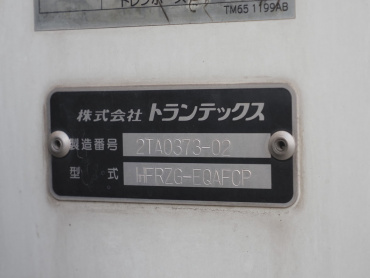 TM65 1199AB
株式会社 トランテックス
製造番号 2TA0373-02
型式 HFRZG-EQAFCP